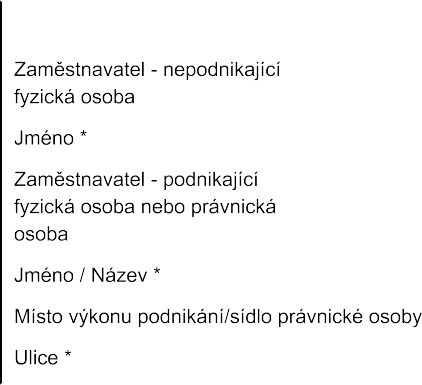 Zaměstnavatel - nepodnikající
fyzická osoba
Jméno *
Zaměstnavatel - podnikající
fyzická osoba nebo právnická
osoba
Jméno / Název *
Místo výkonu podnikání/sídlo právnické osoby
Ulice *